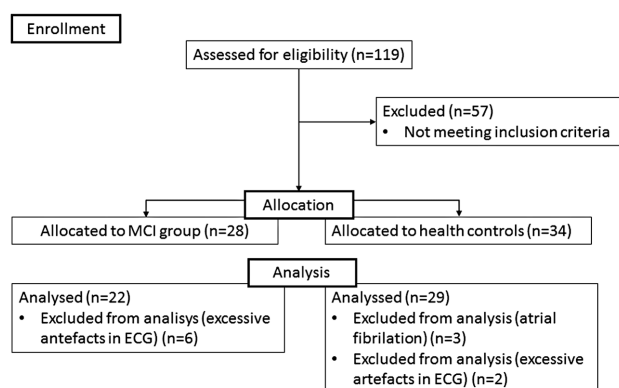 Enrollment
Assessed for eligibility (n=119)
Excluded (n=57)
• Not meeting inclusion criteria
Allocation
Allocated to MCI group (n=28)
Allocated to health controls (n=34)
Analysis
Analysed (n=22)
• Excluded from analisys (excessive
antefacts in ECG) (n=6)
Analyssed (n=29)
• Excluded from analysis (atrial
fibrilation) (n=3)
• Excluded from analysis (excessive
artefacts in ECG) (n=2)